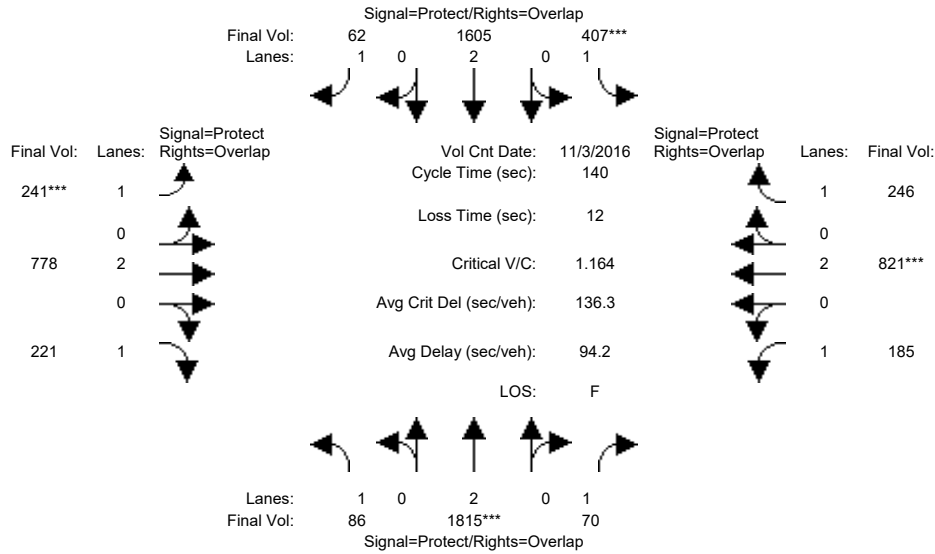 Signal=Protect/Rights=Overlap
Final Vol: 62 1605 407***
Lanes: 1 0 2 0 1
Signal=Protect Signal=Protect
Final Vol: Lanes: Rights=Overlap Vol Cnt Date: 11/3/2016 Rights=Overlap Lanes: Final Vol:
Cycle Time (sec): 140
241*** 1 1 246
Loss Time (sec): 12
0 0
778 2 Critical V/C: 1.164 2 821***
0 Avg Crit Del (sec/veh): 136.3 0
221 1 Avg Delay (sec/veh): 94.2 1 185
LOS: F
Lanes: 1 0 2 0 1
Final Vol: 86 1815*** 70
Signal=Protect/Rights=Overlap